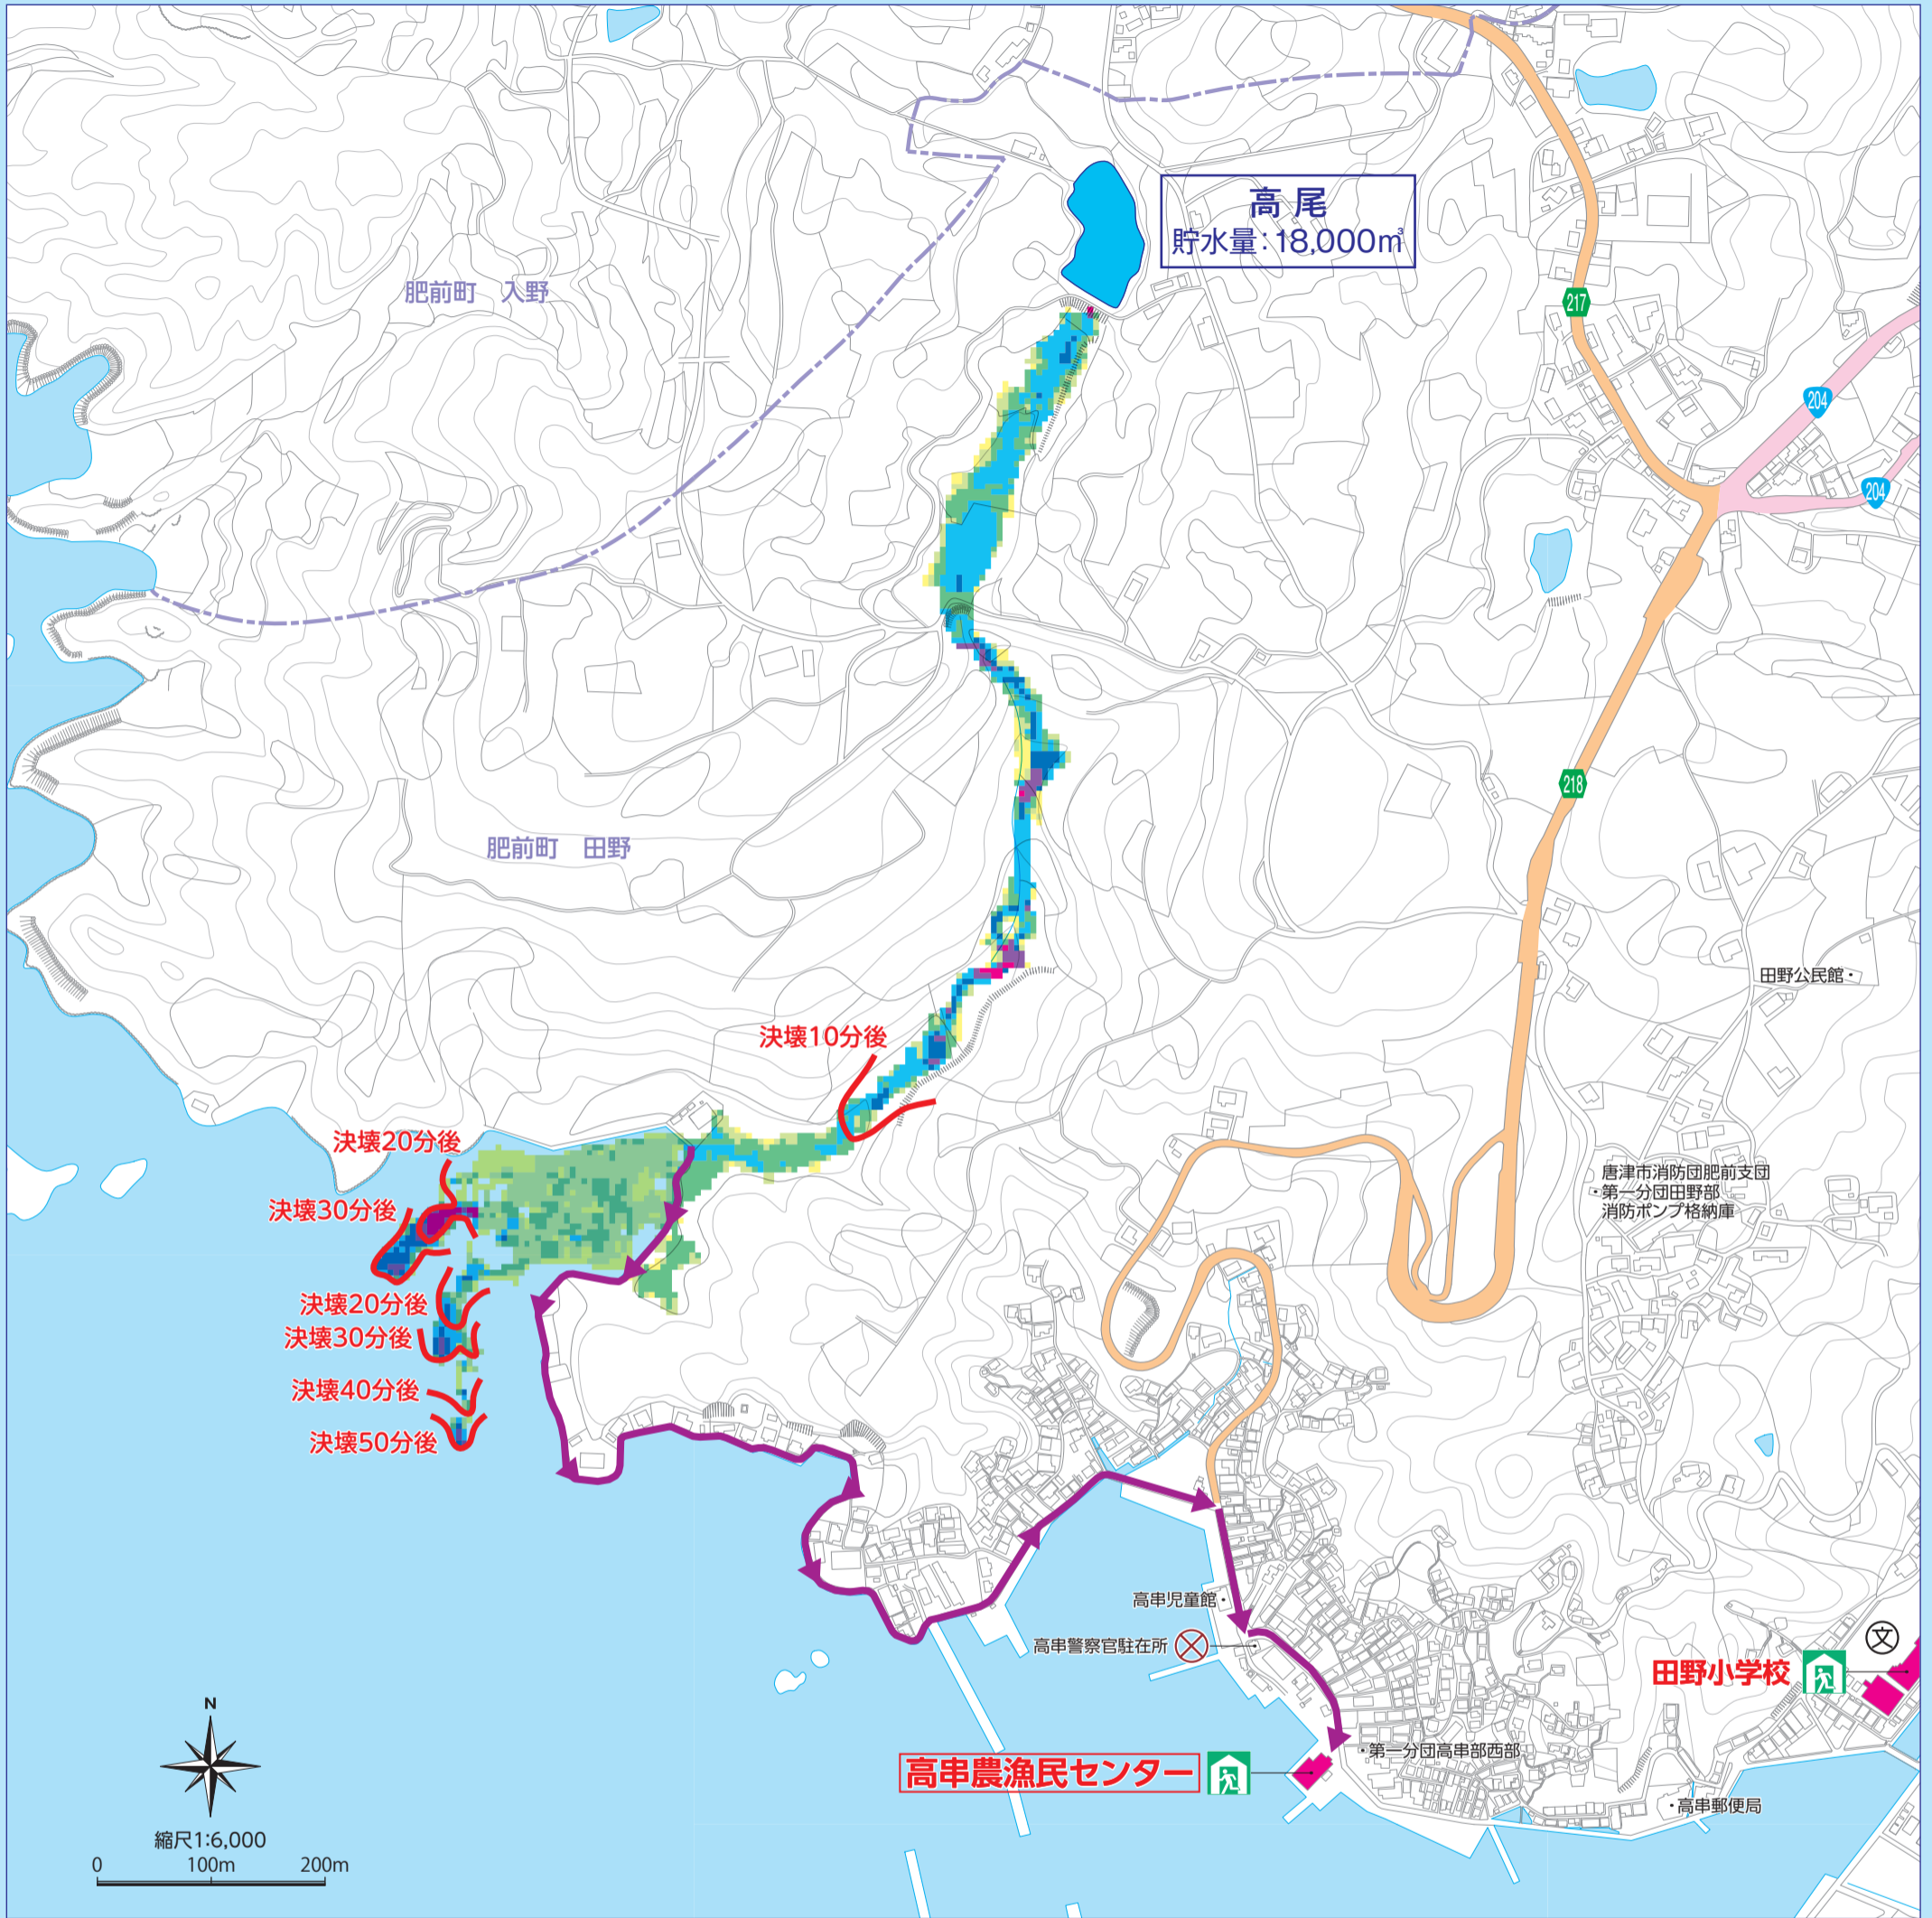 高尾
貯水量：18,000㎥
肥前町　入野
217
204
204
218
肥前町　田野
田野公民館
決壊10分後
決壊20分後
決壊30分後
決壊20分後
決壊30分後
決壊40分後
決壊50分後
唐津市消防団肥前支団
第一分団田野部
消防ポンプ格納庫
高串児童館
高串警察官駐在所
文
田野小学校
第一分団高串部西部
高串農漁民センター
高串郵便局
N
縮尺1:6,000
0 100m 200m